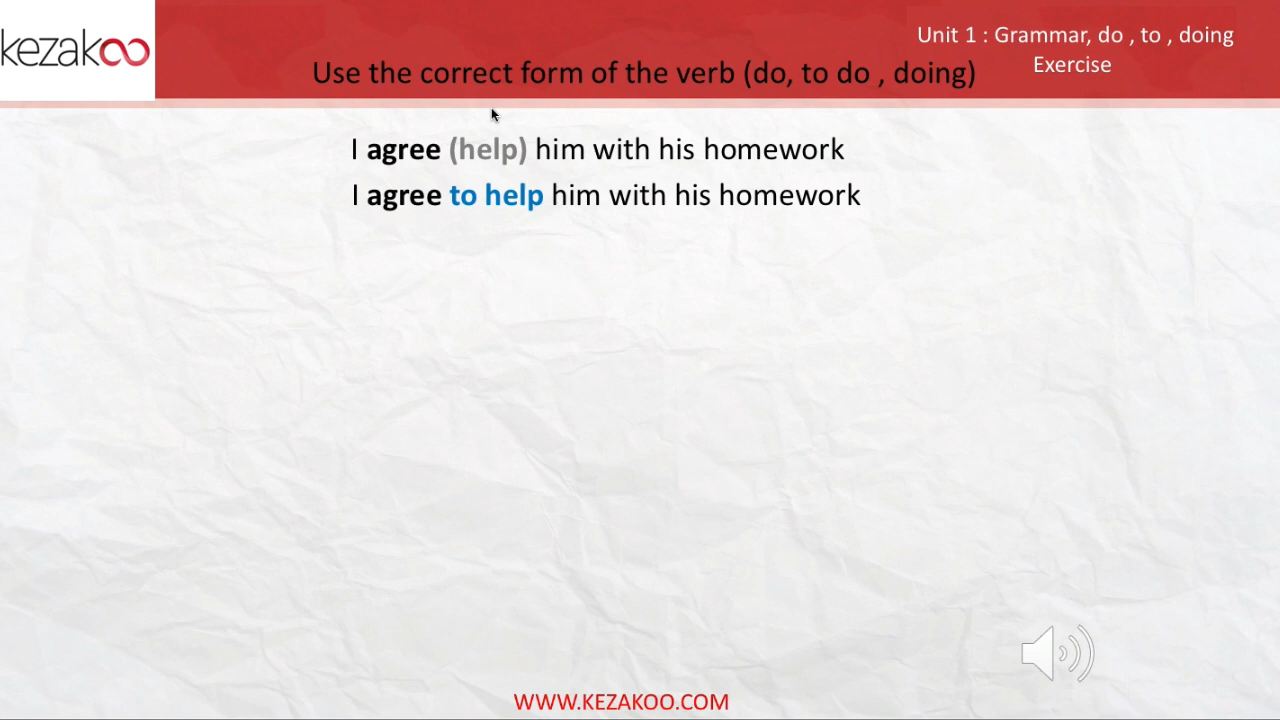 kezakoo
Unit 1 : Grammar, do , to , doing
Exercise
Use the correct form of the verb (do, to do , doing)
I agree (help) him with his homework
I agree to help him with his homework
WWW.KEZAKOO.COM